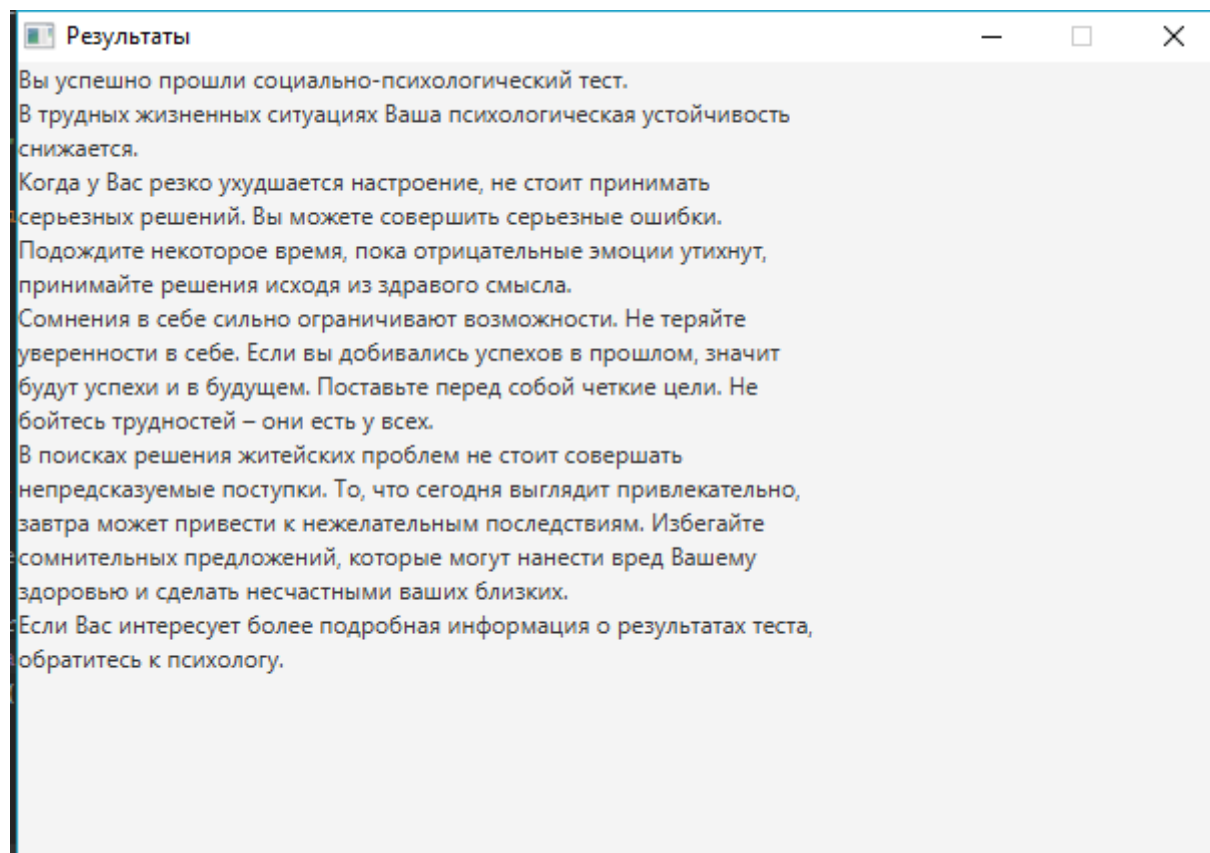 Результаты
Вы успешно прошли социально-психологический тест.
В трудных жизненных ситуациях Ваша психологическая устойчивость
снижается.
Когда у Вас резко ухудшается настроение, не стоит принимать
серьезных решений. Вы можете совершить серьезные ошибки.
Подождите некоторое время, пока отрицательные эмоции утихнут,
принимайте решения исходя из здравого смысла.
Сомнения в себе сильно ограничивают возможности. Не теряйте
уверенности в себе. Если вы добивались успехов в прошлом, значит
будут успехи и в будущем. Поставьте перед собой четкие цели. Не
бойтесь трудностей – они есть у всех.
В поисках решения житейских проблем не стоит совершать
непредсказуемые поступки. То, что сегодня выглядит привлекательно,
завтра может привести к нежелательным последствиям. Избегайте
сомнительных предложений, которые могут нанести вред Вашему
здоровью и сделать несчастными ваших близких.
Если Вас интересует более подробная информация о результатах теста,
обратитесь к психологу.